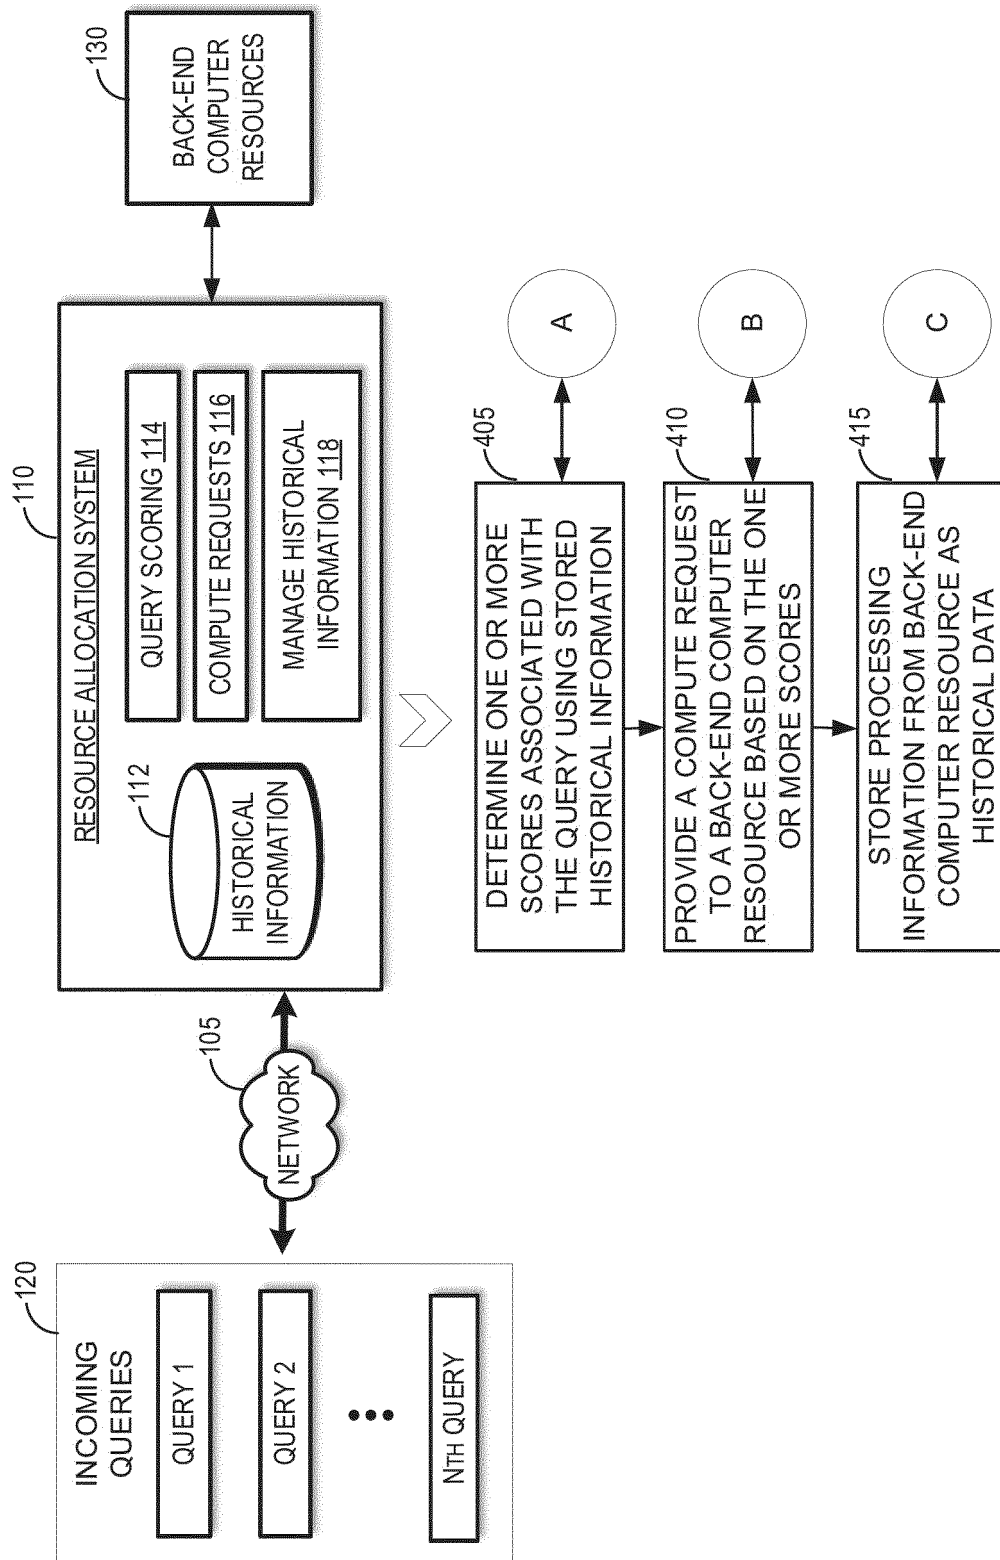 120
INCOMING
QUERIES
QUERY 1
QUERY 2
NTH QUERY
105
NETWORK
110
RESOURCE ALLOCATION SYSTEM
112
HISTORICAL
INFORMATION
QUERY SCORING 114
COMPUTE REQUESTS 116
MANAGE HISTORICAL
INFORMATION 118
130
BACK-END
COMPUTER
RESOURCES
405
DETERMINE ONE OR MORE
SCORES ASSOCIATED WITH
THE QUERY USING STORED
HISTORICAL INFORMATION
A
410
PROVIDE A COMPUTE REQUEST
TO A BACK-END COMPUTER
RESOURCE BASED ON THE ONE
OR MORE SCORES
B
415
STORE PROCESSING
INFORMATION FROM BACK-END
COMPUTER RESOURCE AS
HISTORICAL DATA
C